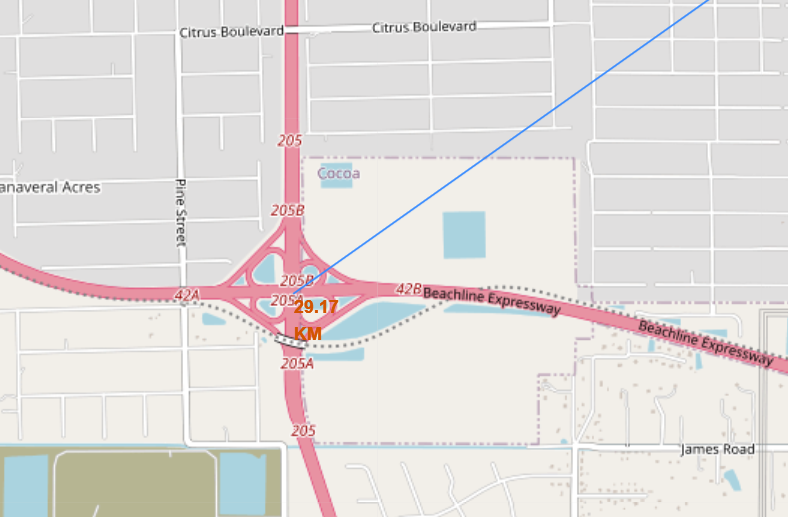 Citrus Boulevard
Citrus Boulevard
205
Cocoa
anaveral Acres
Pine Street
205B
205B
42A
205A
42B
Beachline Expressway
29.17
KM
Beachline Expressway
205A
205
James Road